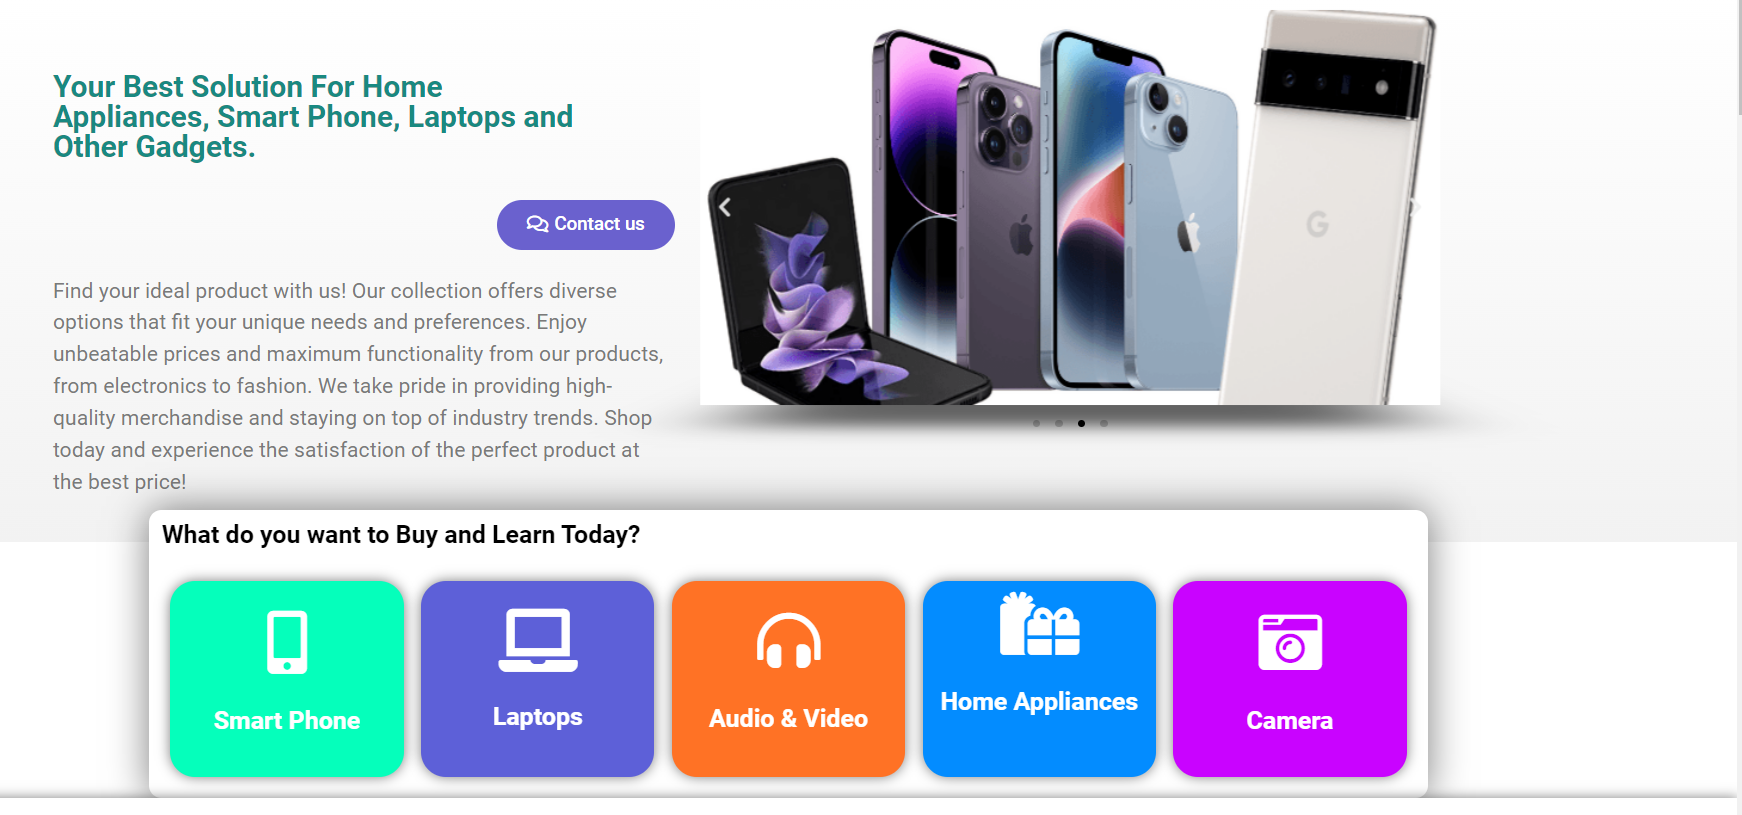 Your Best Solution For Home
Appliances, Smart Phone, Laptops and
Other Gadgets.
Contact us
Find your ideal product with us! Our collection offers diverse
options that fit your unique needs and preferences. Enjoy
unbeatable prices and maximum functionality from our products,
from electronics to fashion. We take pride in providing high-
quality merchandise and staying on top of industry trends. Shop
today and experience the satisfaction of the perfect product at
the best price!
G
What do you want to Buy and Learn Today?
Smart Phone
Laptops
Audio & Video
Home Appliances
Camera